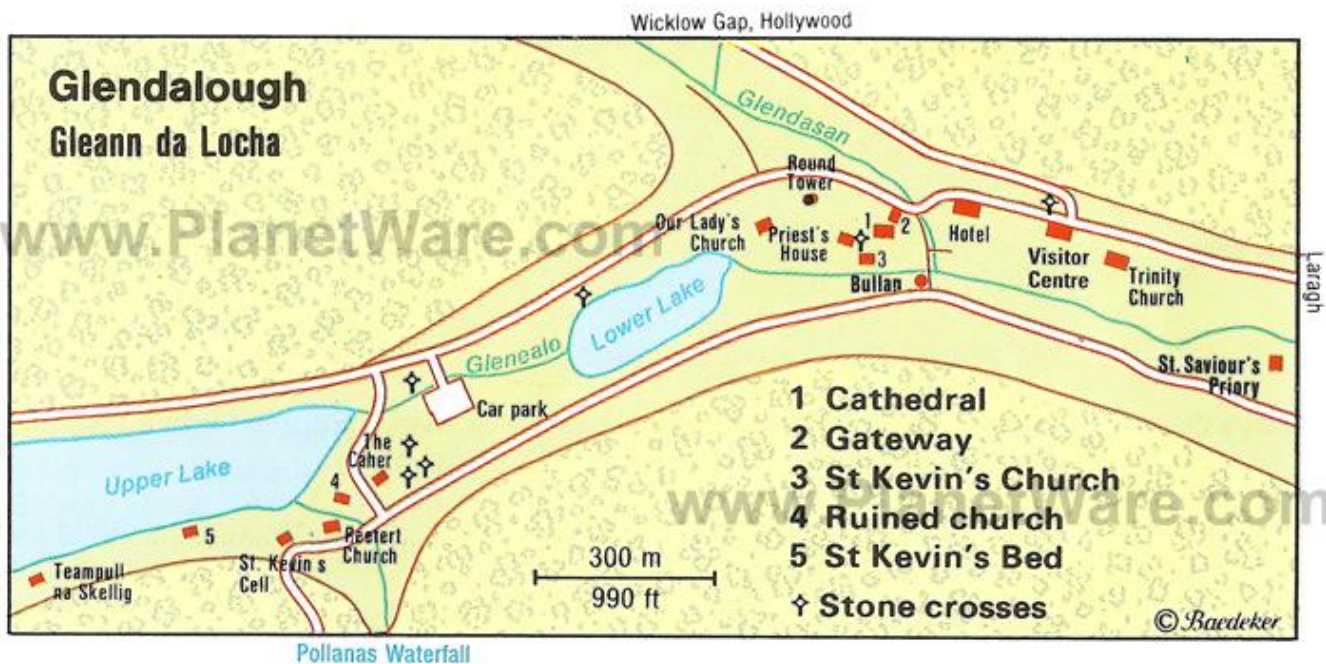 Wicklow Gap, Hollywood
Glendalough
Gleann da Locha
Glendasan
Round
Tower
www.PlanetWare.com
Our Lady's
Church
Priest's
House
1
2
3
Hotel
Visitor
Centre
Trinity
Church
Laragh
Bullan
Lower Lake
Glenealo
St. Saviour's
Priory
Car park
The
Caher
Upper Lake
4
5
Reefert
Church
St. Kevin's
Cell
Teampull
na Skellig
300 m
990 ft
1 Cathedral
2 Gateway
3 St Kevin's Church
4 Ruined church
5 St Kevin's Bed
Stone crosses
www.PlanetWare.com
© Baedeker
Pollanas Waterfall